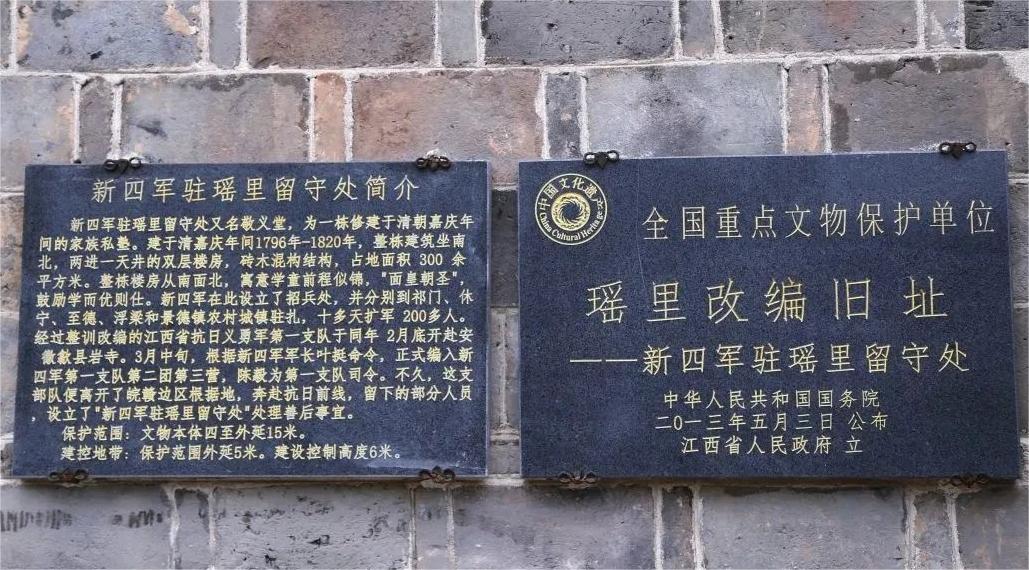 新四军驻瑶里留守处简介
新四军驻瑶里留守处又名敬义堂，为一栋修建于清朝嘉庆年
间的家族私塾。建于清嘉庆年间1796年-1820年，整栋建筑坐南
北，两进一天井的双层楼房，砖木混构结构，占地面积 300 余
平方米。整栋楼房从南面北，寓意学童前程似锦，"面皇朝圣"，
鼓励学而优则仕。新四军在此设立了招兵处，并分别到祁门、休
宁、至德、浮梁和景德镇农村城镇驻扎，十多天扩军 200多人。
经过整训改编的江西省抗日义勇军第一支队于同年 2月底开赴安
徽歙县岩寺。3月中旬，根据新四军军长叶挺命令，正式编入新
四军第一支队第二团第三营，陈毅为第一支队司令。不久，这支
部队便离开了皖赣边区根据地，奔赴抗日前线，留下的部分人员
，设立了"新四军驻瑶里留守处"处理善后事宜。
保护范围：文物本体四至外延15米。
建控地带：保护范围外延5米。建设控制高度6米。
中国文化遗产
China Cultural Heritage
全国重点文物保护单位
瑶里改编旧址
——新四军驻瑶里留守处
中华人民共和国国务院
二〇一三年五月三日 公布
江西省人民政府 立